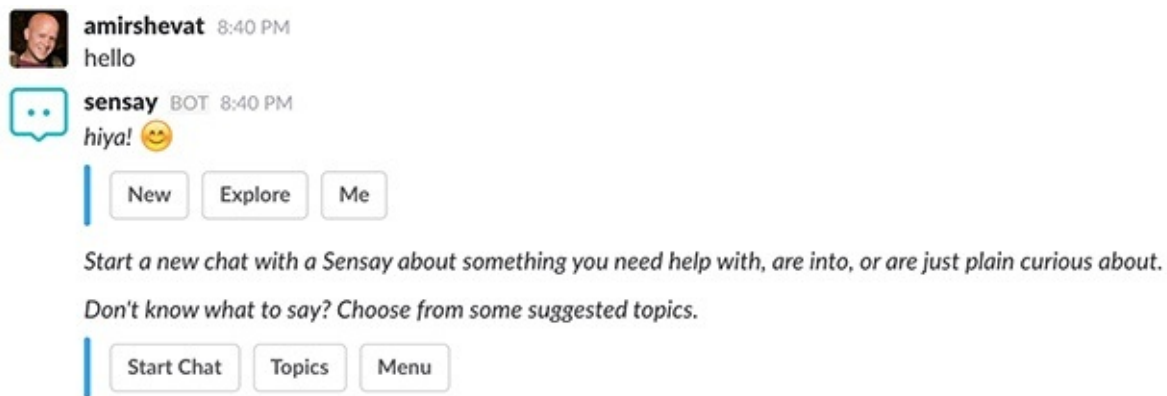 amirshevat 8:40 PM
hello
sensay BOT 8:40 PM
hiya! 😊
New Explore Me
Start a new chat with a Sensay about something you need help with, are into, or are just plain curious about.
Don't know what to say? Choose from some suggested topics.
Start Chat Topics Menu